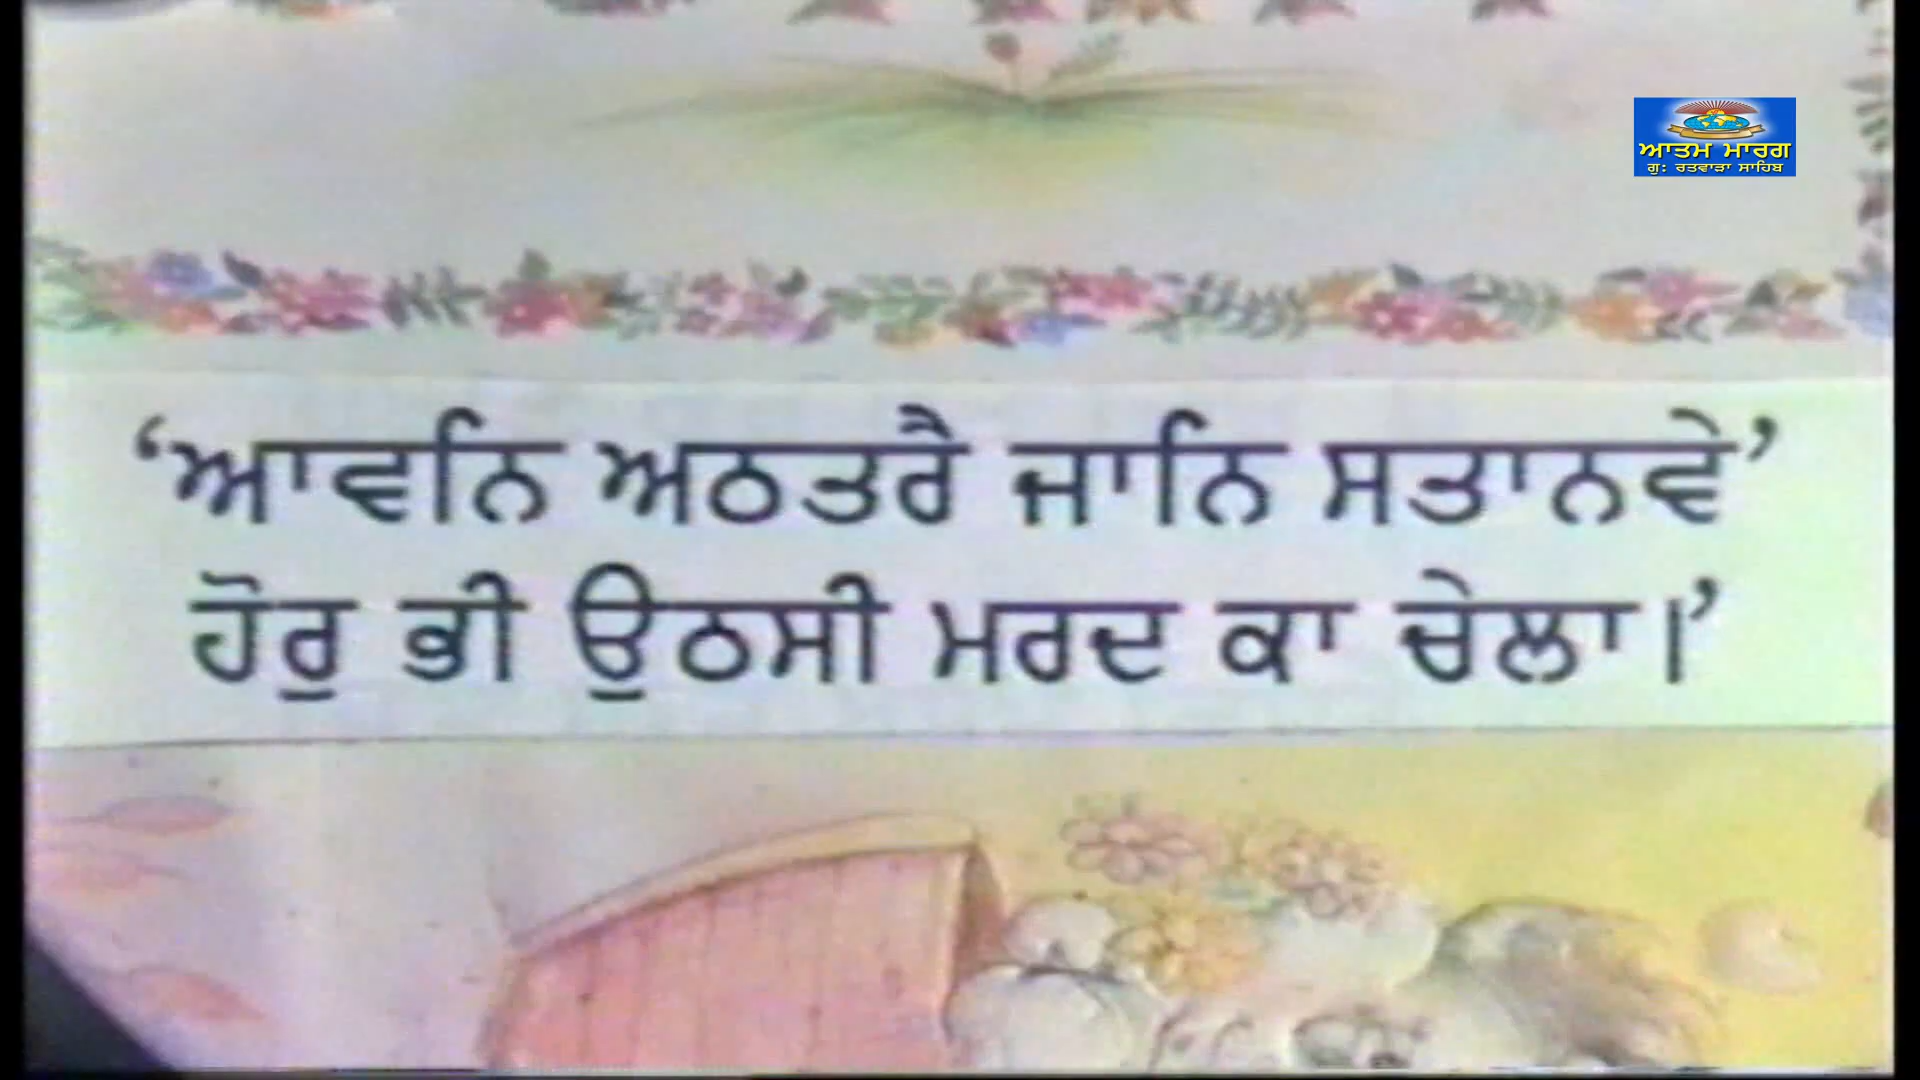 ਆਤਮ ਮਾਰਗ
ਗੁ: ਰਤਵਾੜਾ ਸਾਹਿਬ
‘ਆਵਨਿ ਅਠਤਰੈ ਜਾਨਿ ਸਤਾਨਵੇ’
ਹੋਰੁ ਭੀ ਉਠਸੀ ਮਰਦ ਕਾ ਚੇਲਾ।’